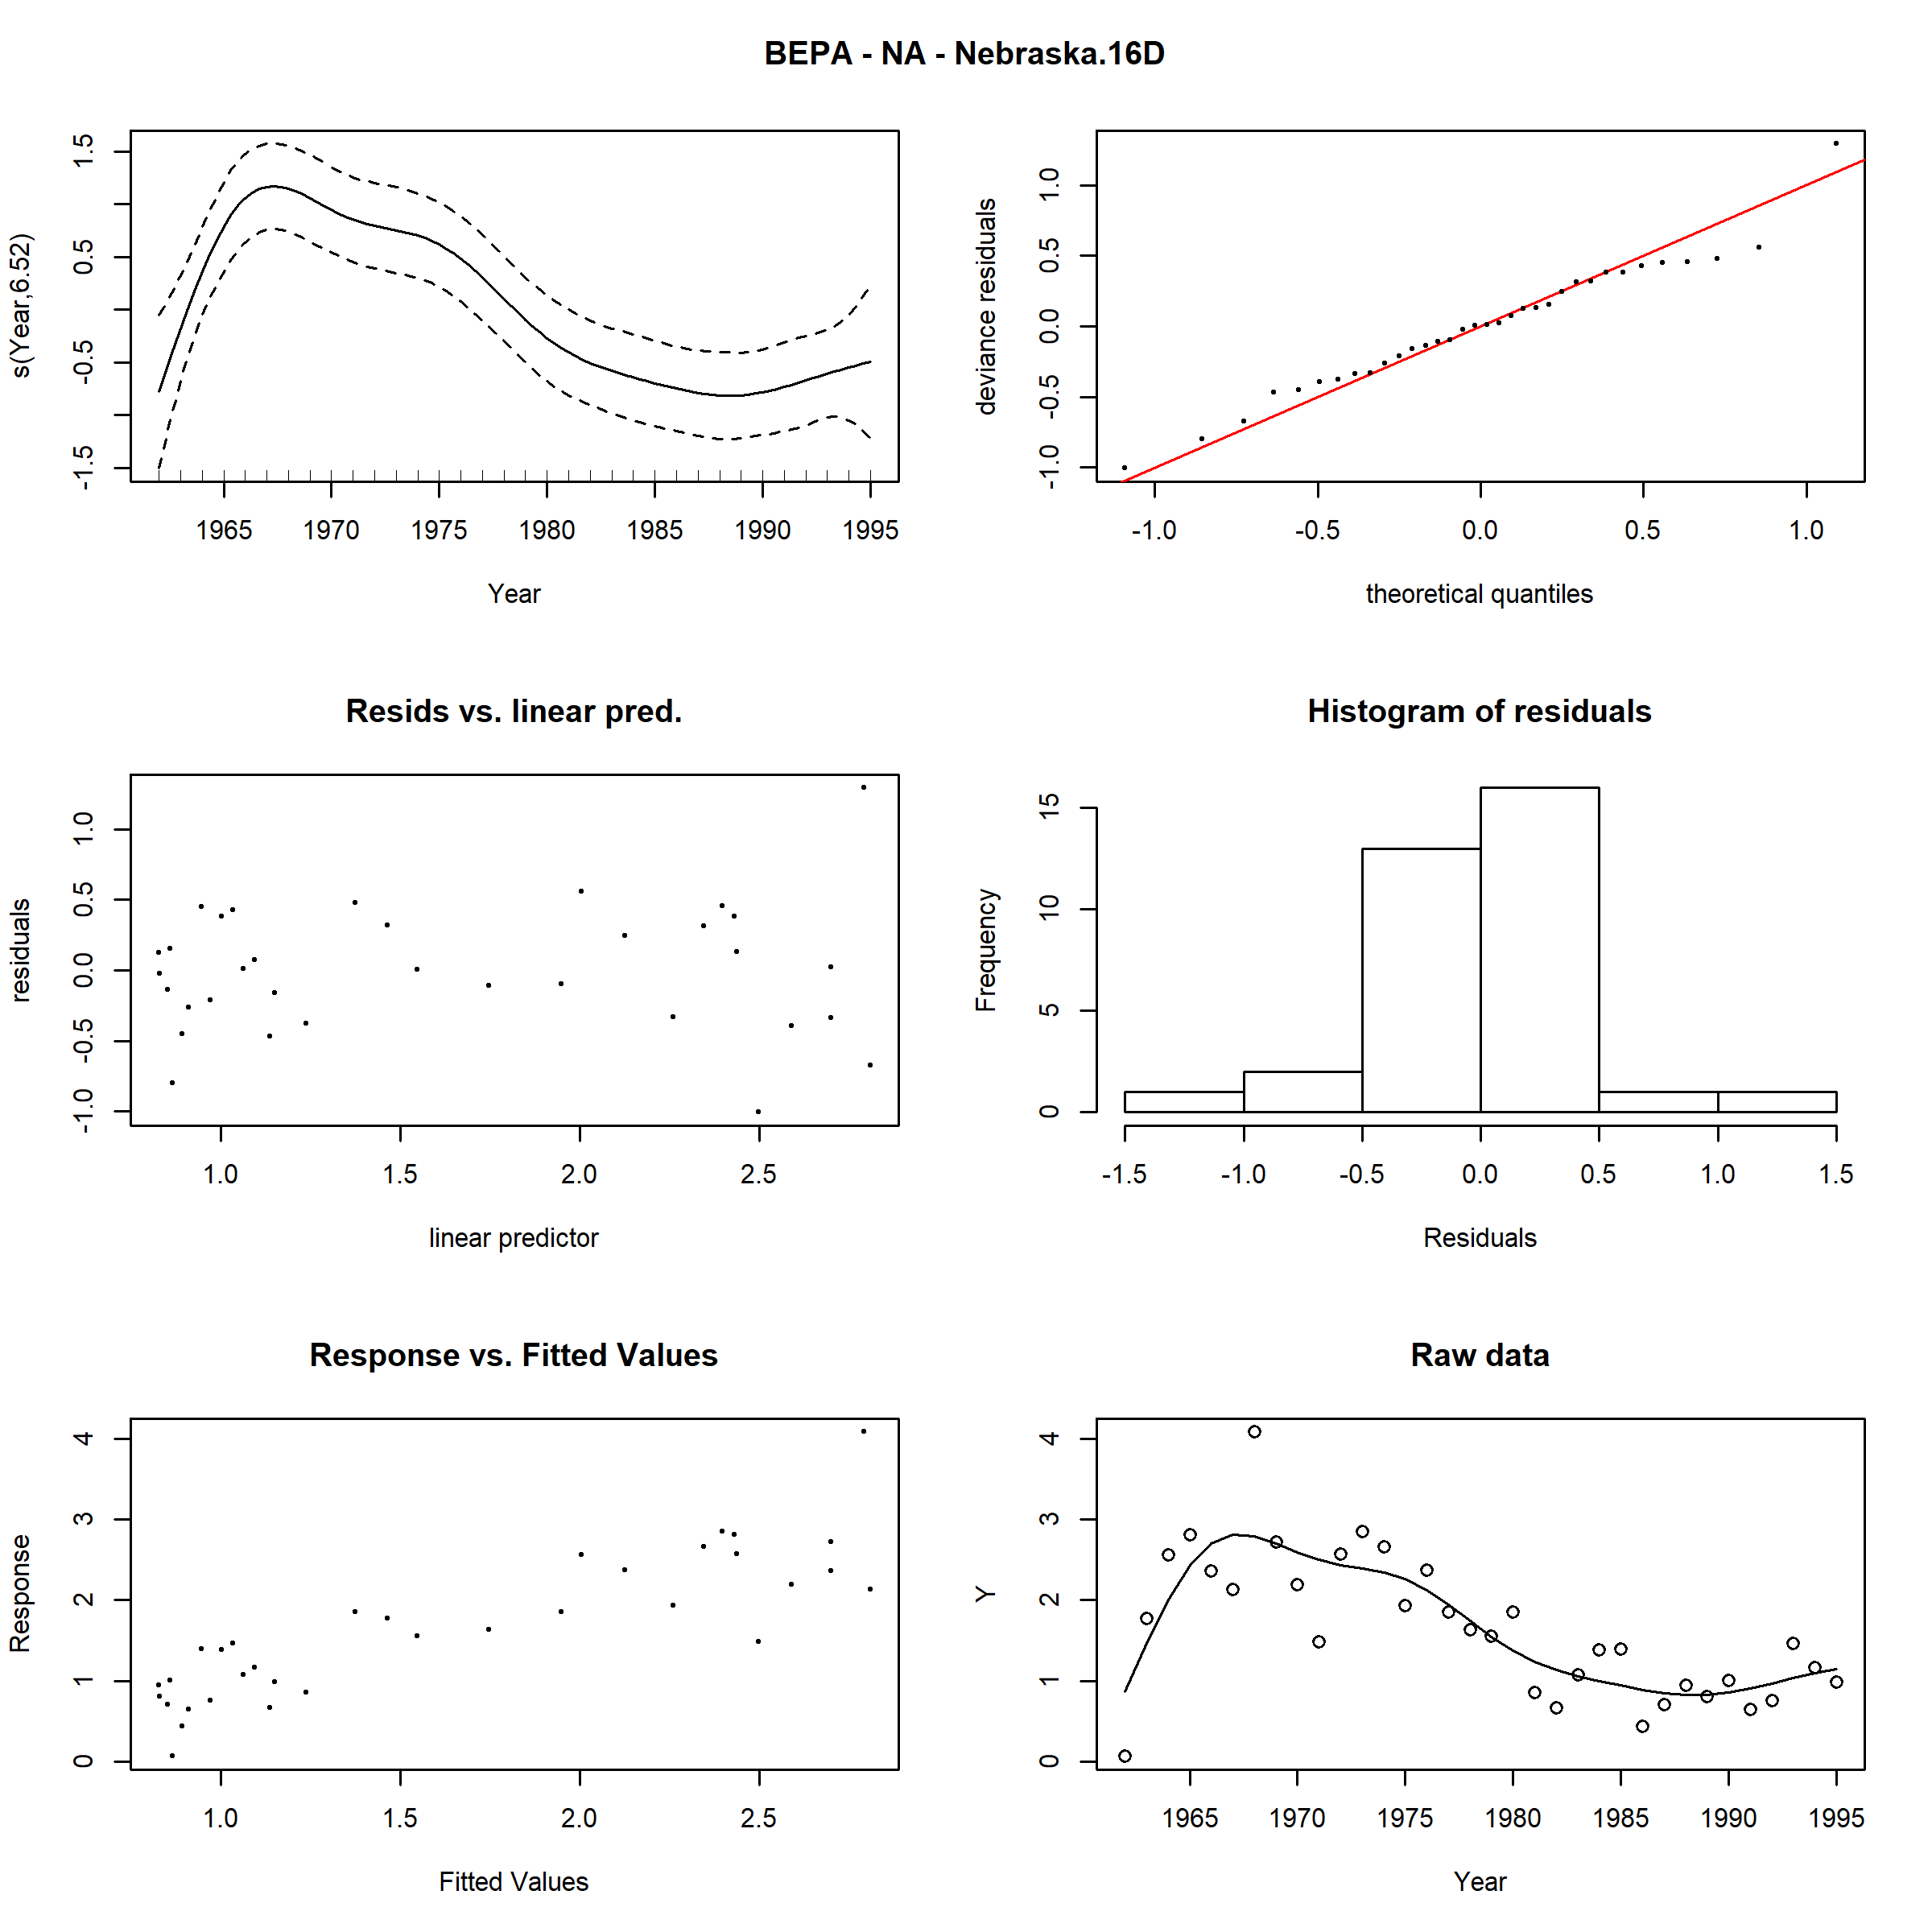 BEPA - NA - Nebraska.16D
s(Year,6.52)
-1.5 -0.5 0.5 1.5
1965 1970 1975 1980 1985 1990 1995
Year
deviance residuals
-1.0 -0.5 0.0 0.5 1.0
-1.0 -0.5 0.0 0.5 1.0
theoretical quantiles
Resids vs. linear pred.
residuals
-1.0 -0.5 0.0 0.5 1.0
1.0 1.5 2.0 2.5
linear predictor
Histogram of residuals
Frequency
0 5 10 15
-1.5 -1.0 -0.5 0.0 0.5 1.0 1.5
Residuals
Response vs. Fitted Values
Response
0 1 2 3 4
1.0 1.5 2.0 2.5
Fitted Values
Raw data
Y
0 1 2 3 4
1965 1970 1975 1980 1985 1990 1995
Year